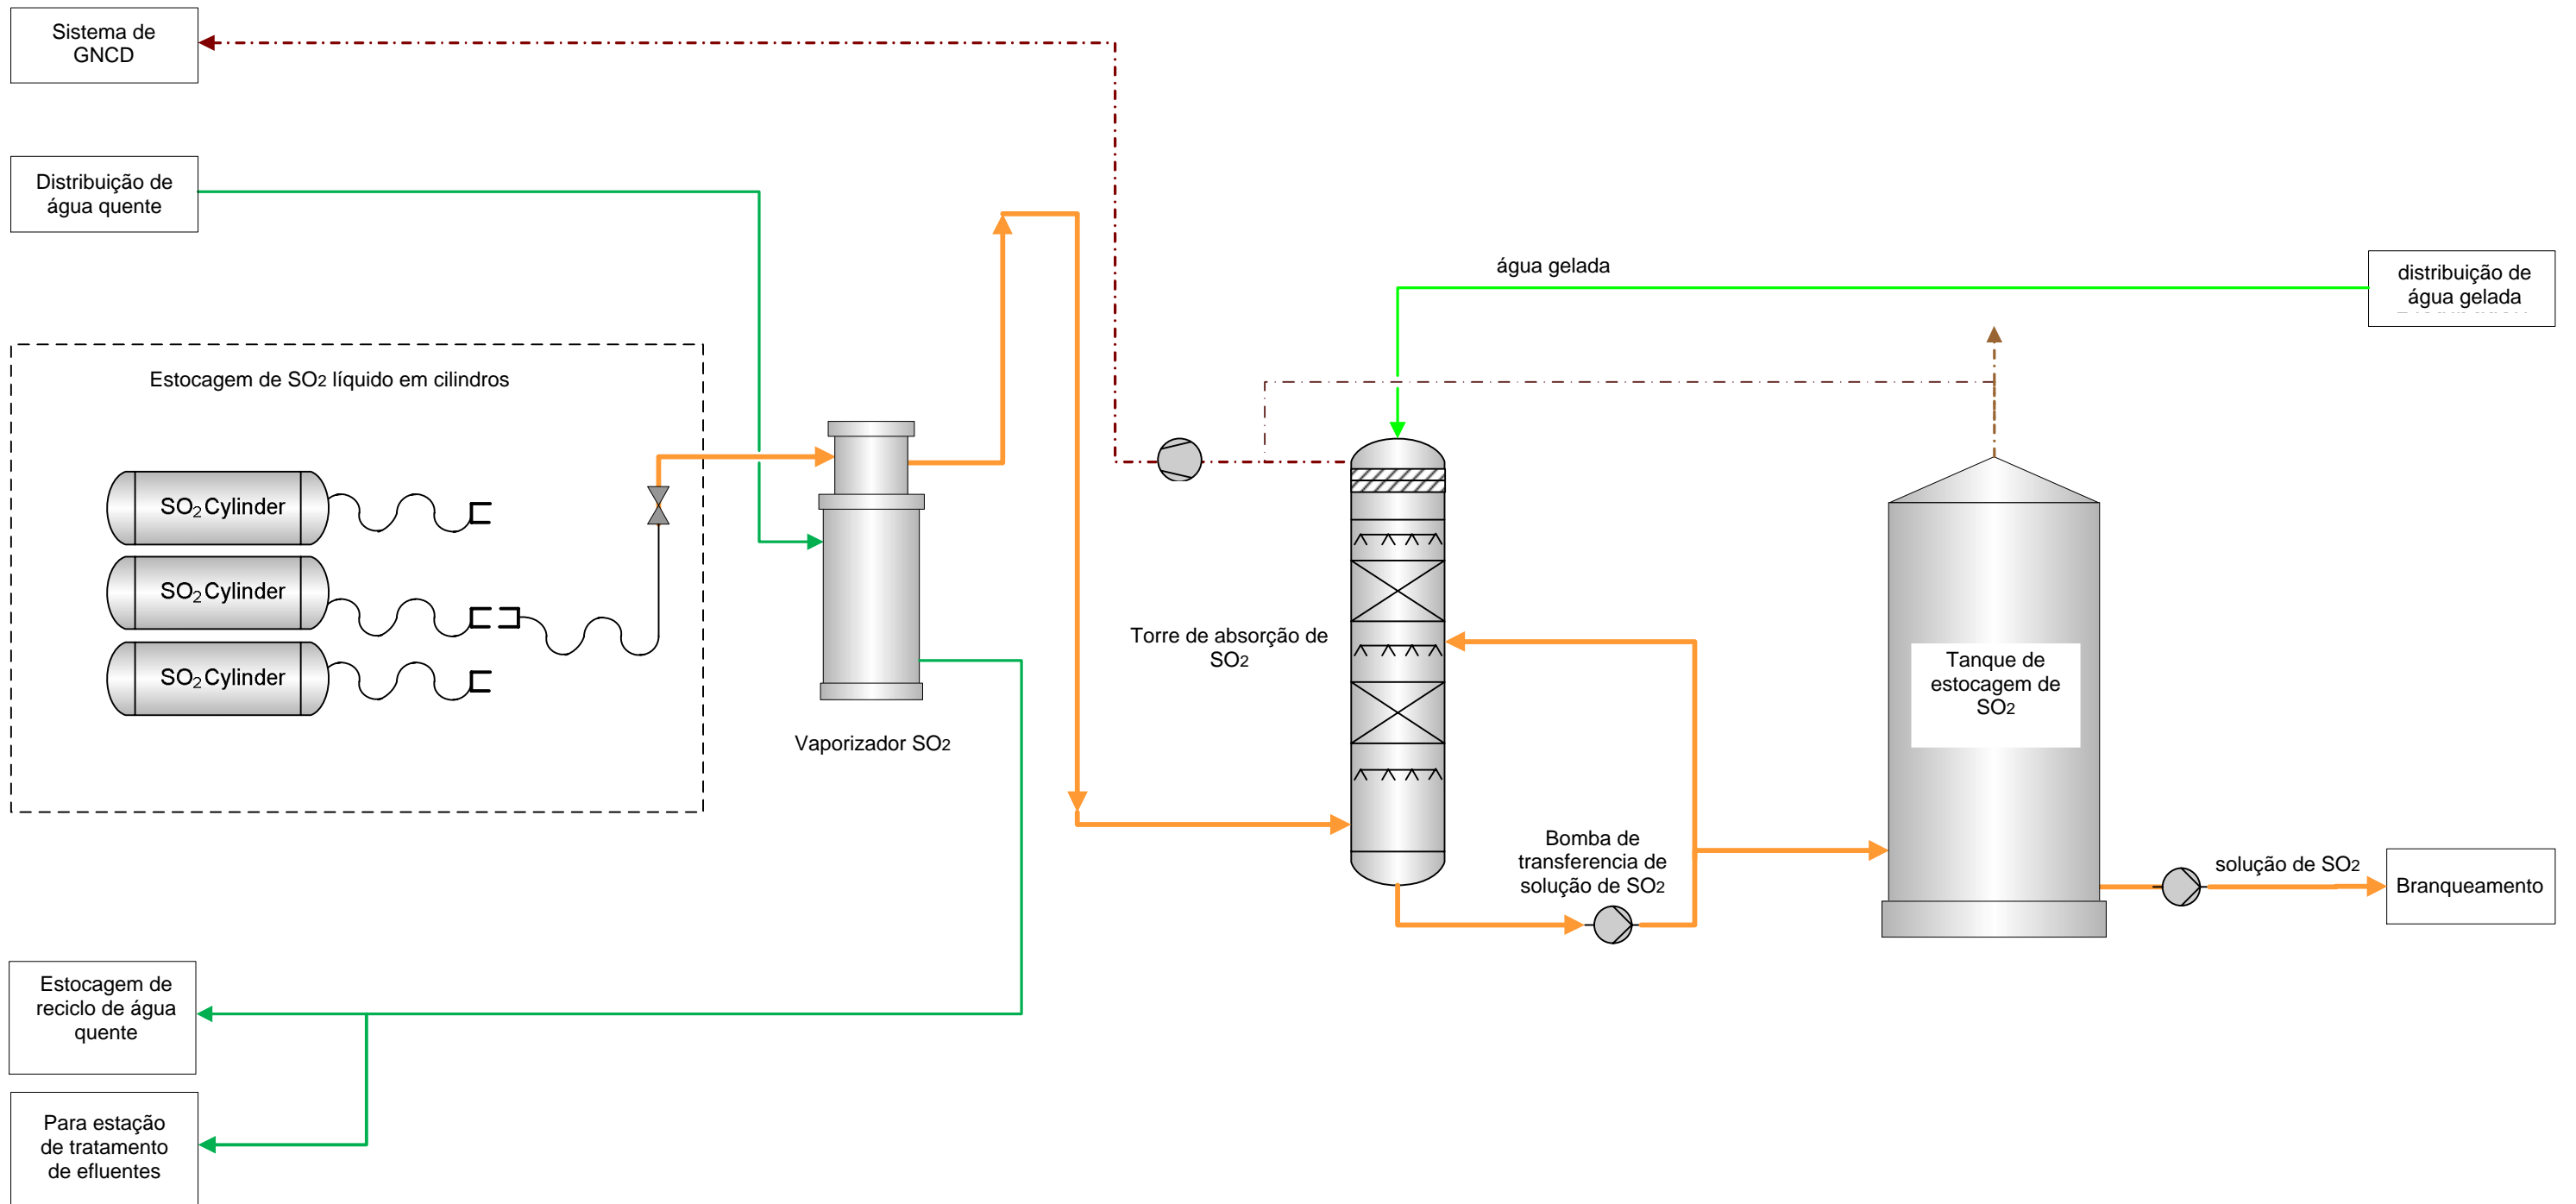 Sistema de
GNCD
Distribuição de
água quente
água gelada
distribuição de
água gelada
Estocagem de SO2 líquido em cilindros
SO2 Cylinder
SO2 Cylinder
SO2 Cylinder
Vaporizador SO2
Torre de absorção de
SO2
Tanque de
estocagem de
SO2
Bomba de
transferencia de
solução de SO2
solução de SO2
Branqueamento
Estocagem de
reciclo de água
quente
Para estação
de tratamento
de efluentes